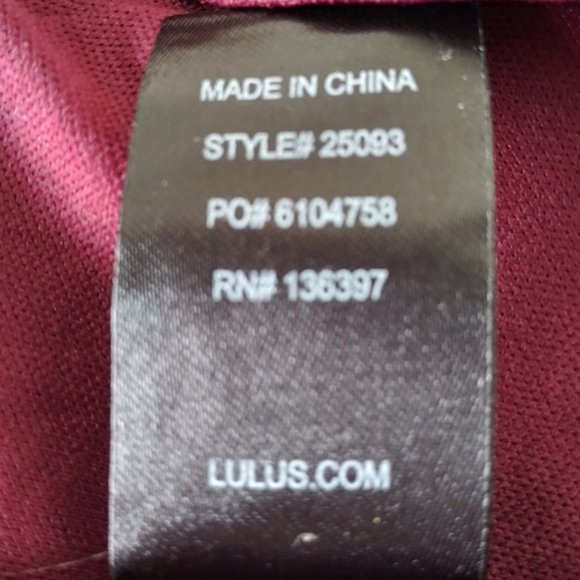 MADE IN CHINA
STYLE# 25093
PO# 6104758
RN# 136397
LULUS.COM